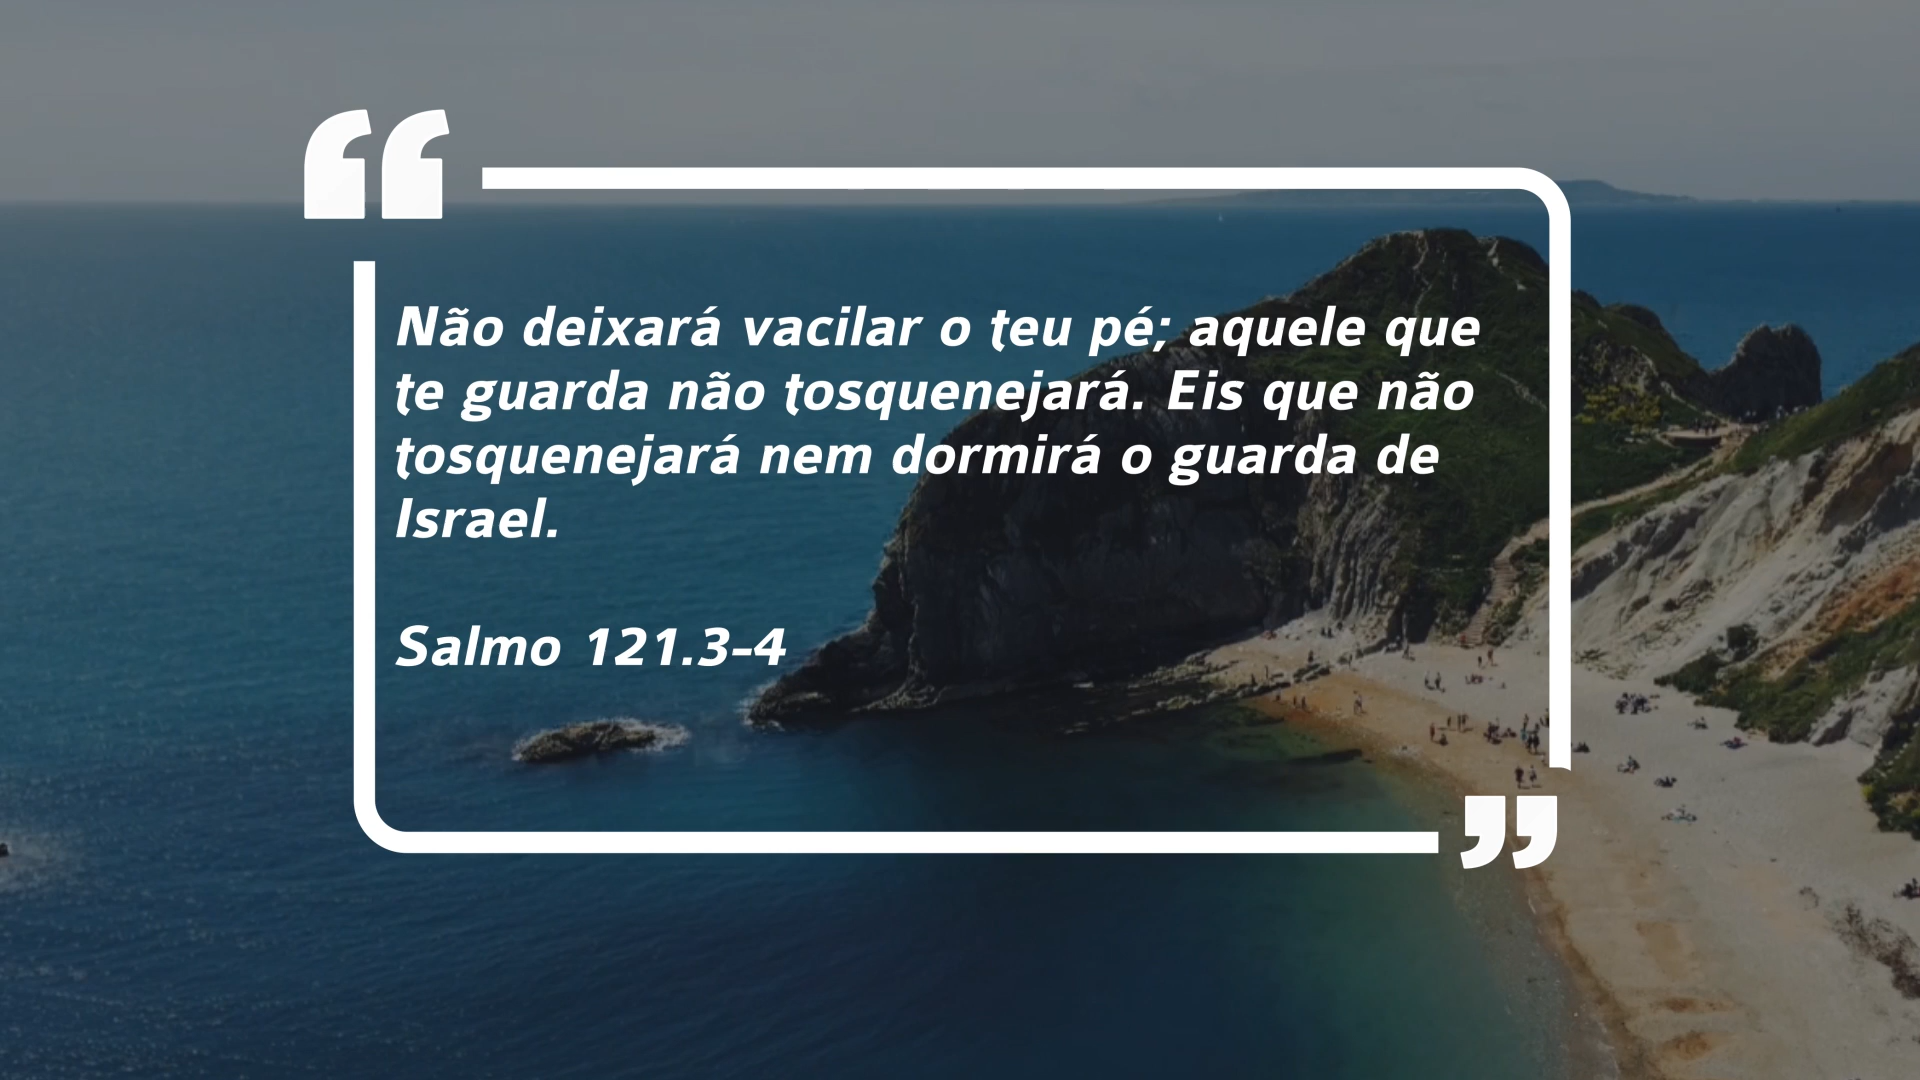 Não deixará vacilar o teu pé; aquele que
te guarda não tosquenejará. Eis que não
tosquenejará nem dormirá o guarda de
Israel.
Salmo 121.3-4